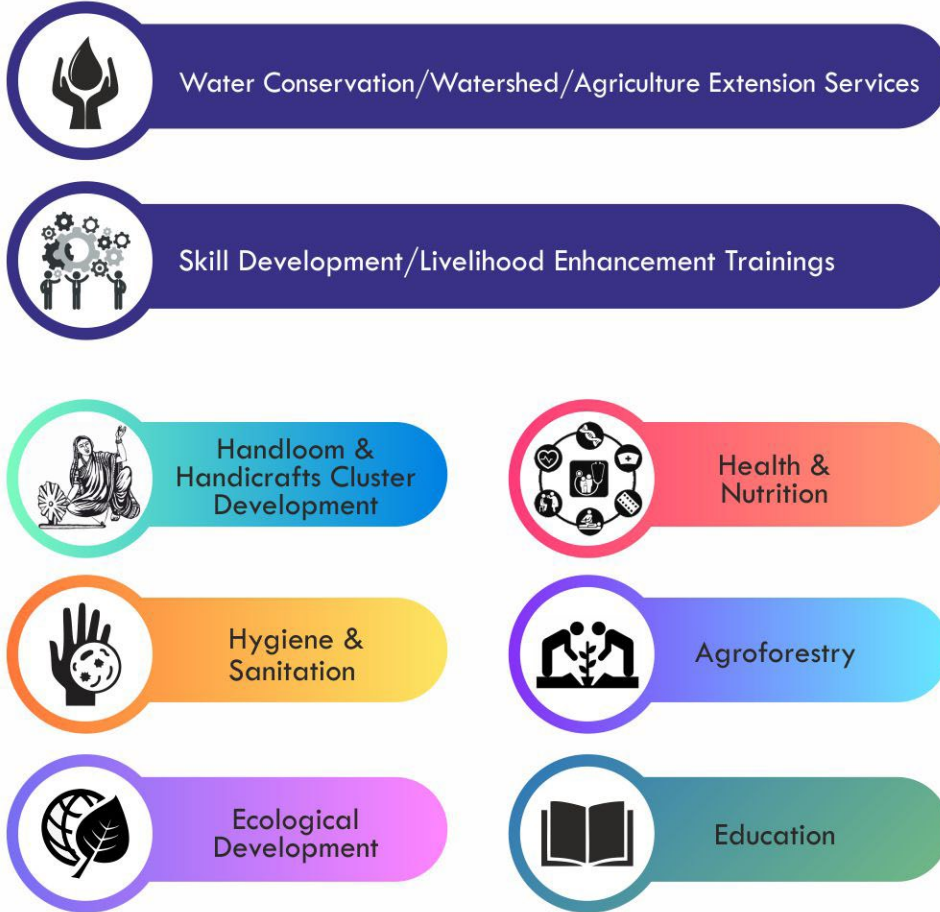 Water Conservation/Watershed/Agriculture Extension Services
Skill Development/Livelihood Enhancement Trainings
Handloom &
Handicrafts Cluster
Development
Health &
Nutrition
Hygiene &
Sanitation
Agroforestry
Ecological
Development
Education